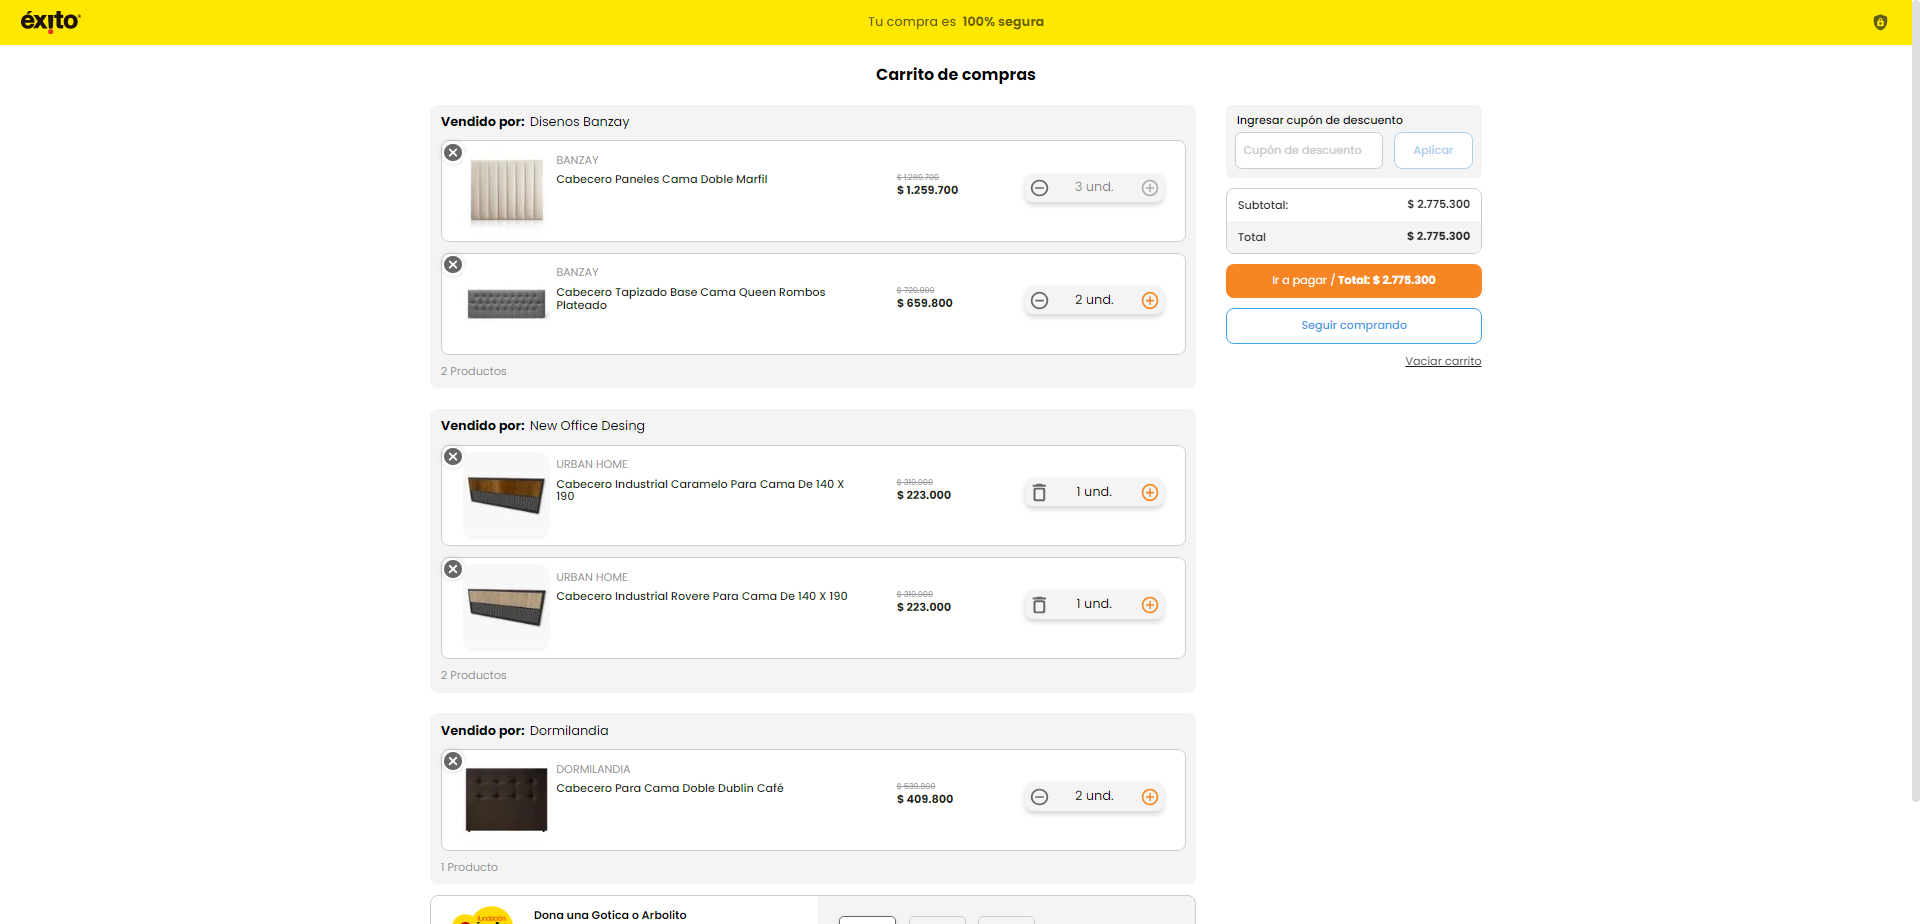 éxito
Tu compra es 100% segura
Carrito de compras
Vendido por: Disenos Banzay
BANZAY
Cabecero Paneles Cama Doble Marfil
$ 1.289.700
$ 1.259.700
3 und.
BANZAY
Cabecero Tapizado Base Cama Queen Rombos
Plateado
$ 659.800
2 und.
2 Productos
Vendido por: New Office Desing
URBAN HOME
Cabecero Industrial Caramelo Para Cama De 140 X
190
$ 319.000
$ 223.000
1 und.
URBAN HOME
Cabecero Industrial Rovere Para Cama De 140 X 190
$ 319.000
$ 223.000
1 und.
2 Productos
Vendido por: Dormilandia
DORMILANDIA
Cabecero Para Cama Doble Dublin Café
$ 409.800
2 und.
1 Producto
fundación
Dona una Gotica o Arbolito
Ingresar cupón de descuento
Cupón de descuento
Aplicar
Subtotal: $ 2.775.300
Total $ 2.775.300
Ir a pagar / Total: $ 2.775.300
Seguir comprando
Vaciar carrito